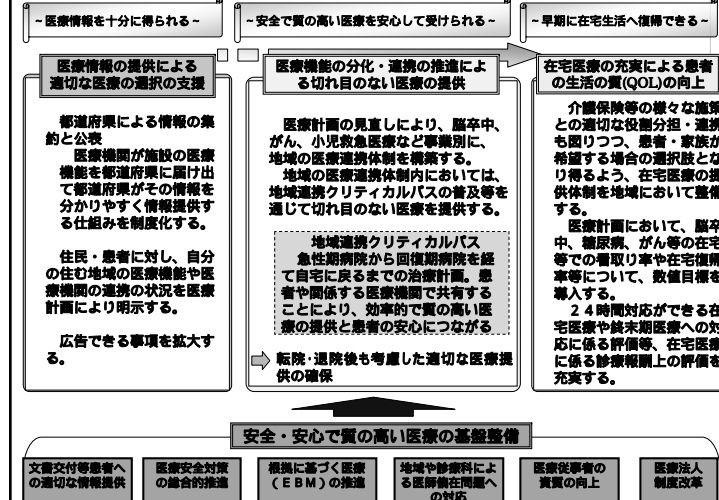 ~医療情報を十分に得られる~
~安全で質の高い医療を安心して受けられる~
~早期に在宅生活へ復帰できる~
医療情報の提供による
適切な医療の選択の支援
都道府県による情報の集
約と公表
医療機関が施設の医療
機能を都道府県に届け出
て都道府県がその情報を
分かりやすく情報提供す
る仕組みを制度化する。
住民・患者に対し、自分
の住む地域の医療機能や医
療機関の連携の状況を医療
計画により明示する。
広告できる事項を拡大す
る。
医療機能の分化・連携の推進によ
る切れ目のない医療の提供
医療計画の見直しにより、脳卒中、
がん、小児救急医療など事業別に、
地域の医療連携体制を構築する。
地域の医療連携体制内においては、
地域連携クリティカルパスの普及等を
通じて切れ目のない医療を提供する。
地域連携クリティカルパス
急性期病院から回復期病院を経
て自宅に戻るまでの治療計画。患
者や関係する医療機関で共有する
ことにより、効率的で質の高い医
療の提供と患者の安心につながる
転院・退院後も考慮した適切な医療提
供の確保
在宅医療の充実による患者
の生活の質(QOL)の向上
介護保険等の様々な施策
との適切な役割分担・連携
も図りつつ、患者・家族が
希望する場合の選択肢とな
り得るよう、在宅医療の提
供体制を地域において整備
する。
医療計画において、脳卒
中、糖尿病、がん等の在宅
等での看取り率や在宅復帰
率等について、数値目標を
導入する。
24時間対応ができる在
宅医療や終末期医療への対
応に係る評価等、在宅医療
に係る診療報酬上の評価を
充実する。
安全・安心で質の高い医療の基盤整備
文書交付等患者へ
の適切な情報提供
医療安全対策
の総合的推進
根拠に基づく医療
(EBM)の推進
地域や診療科によ
る医師偏在問題へ
の対応
医療従事者の
資質の向上
医療法人
制度改革